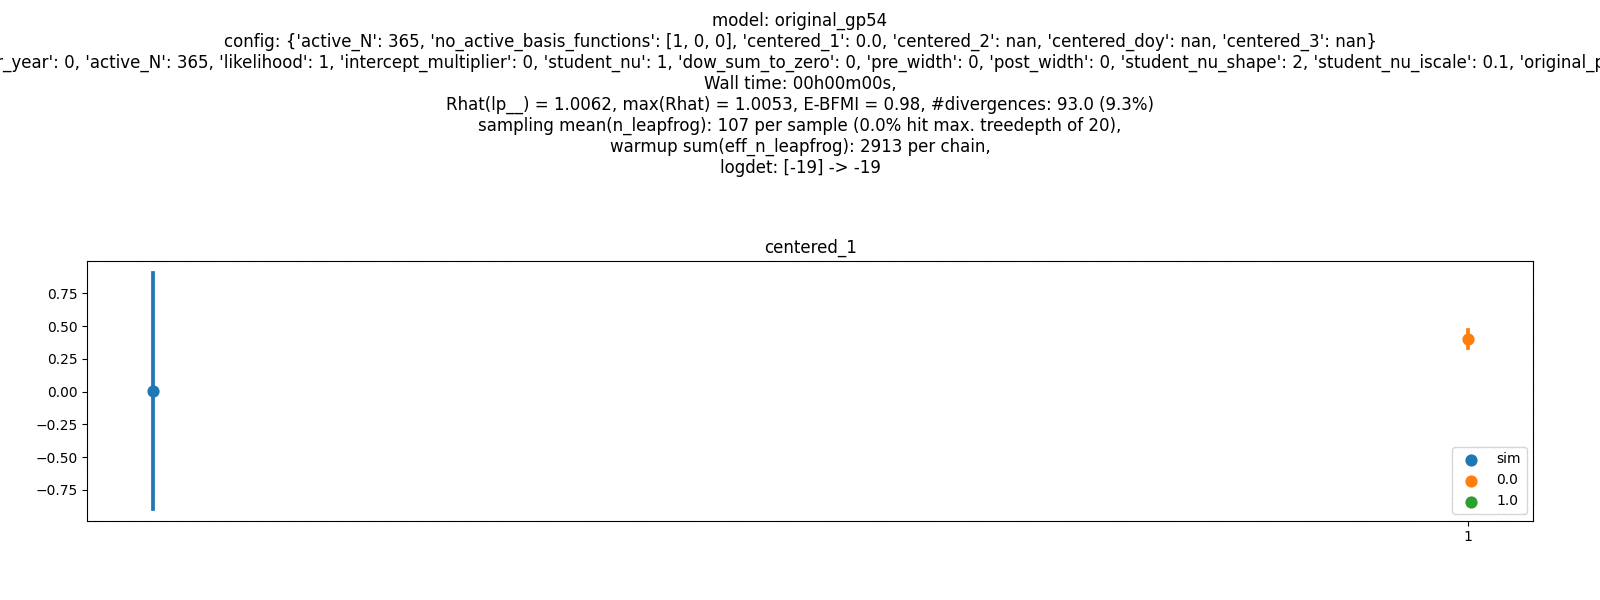 model: original_gp54
config: {'active_N': 365, 'no_active_basis_functions': [1, 0, 0], 'centered_1': 0.0, 'centered_2': nan, 'centered_doy': nan, 'centered_3': nan}
r_year': 0, 'active_N': 365, 'likelihood': 1, 'intercept_multiplier': 0, 'student_nu': 1, 'dow_sum_to_zero': 0, 'pre_width': 0, 'post_width': 0, 'student_nu_shape': 2, 'student_nu_iscale': 0.1, 'original_p
Wall time: 00h00m00s,
Rhat(lp__) = 1.0062, max(Rhat) = 1.0053, E-BFMI = 0.98, #divergences: 93.0 (9.3%)
sampling mean(n_leapfrog): 107 per sample (0.0% hit max. treedepth of 20),
warmup sum(eff_n_leapfrog): 2913 per chain,
logdet: [-19] -> -19
centered_1
0.75
0.50
0.25
0.00
−0.25
−0.50
−0.75
sim
0.0
1.0
1